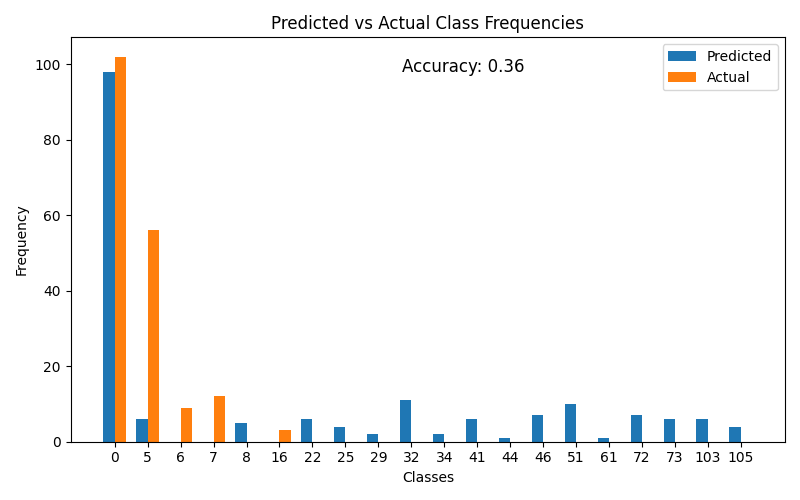 Predicted vs Actual Class Frequencies
Accuracy: 0.36
Predicted
Actual
Frequency
100
80
60
40
20
0
0 5 6 7 8 16 22 25 29 32 34 41 44 46 51 61 72 73 103 105
Classes